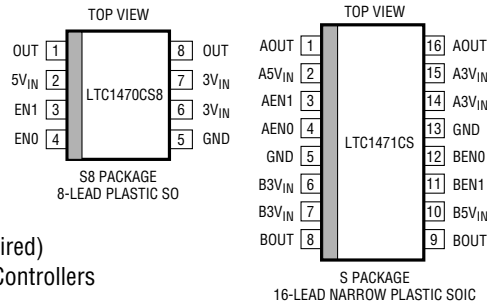 TOP VIEW
OUT 1 8 OUT
5VIN 2 7 3VIN
EN1 3 6 3VIN
EN0 4 5 GND
LTC1470CS8
S8 PACKAGE
8-LEAD PLASTIC SO
ired)
Controllers
TOP VIEW
AOUT 1 16 AOUT
A5VIN 2 15 A3VIN
AEN1 3 14 A3VIN
AEN0 4 13 GND
LTC1471CS
GND 5 12 BEN0
B3VIN 6 11 BEN1
B3VIN 7 10 B5VIN
BOUT 8 9 BOUT
S PACKAGE
16-LEAD NARROW PLASTIC SOIC